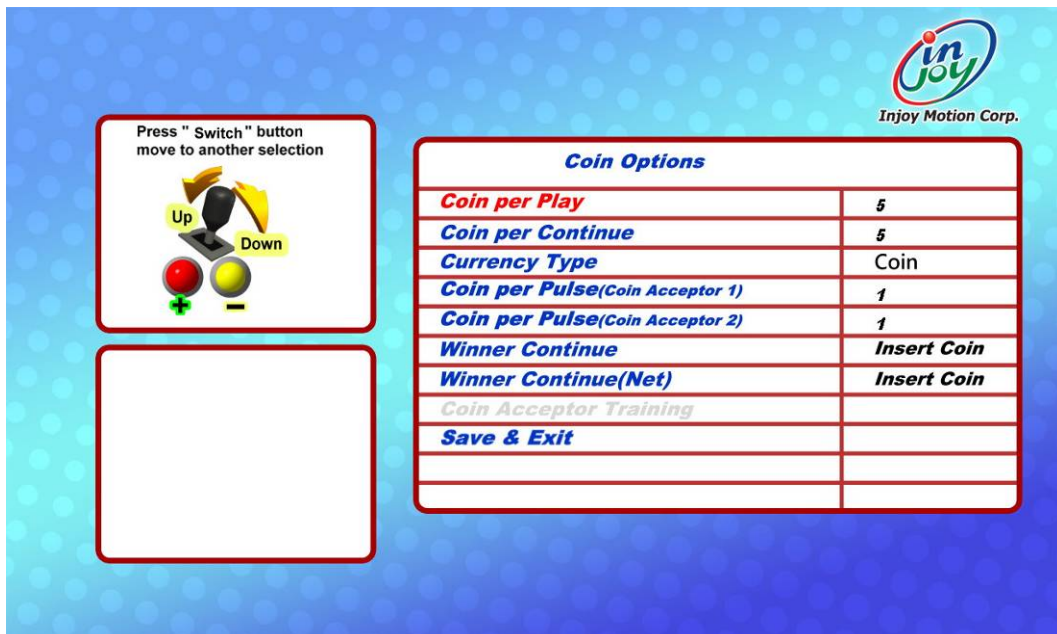 in
joy
Injoy Motion Corp.
Press " Switch " button
move to another selection
Up
Down
+
−
Coin Options
Coin per Play 5
Coin per Continue 5
Currency Type Coin
Coin per Pulse(Coin Acceptor 1) 1
Coin per Pulse(Coin Acceptor 2) 1
Winner Continue Insert Coin
Winner Continue(Net) Insert Coin
Coin Acceptor Training
Save & Exit